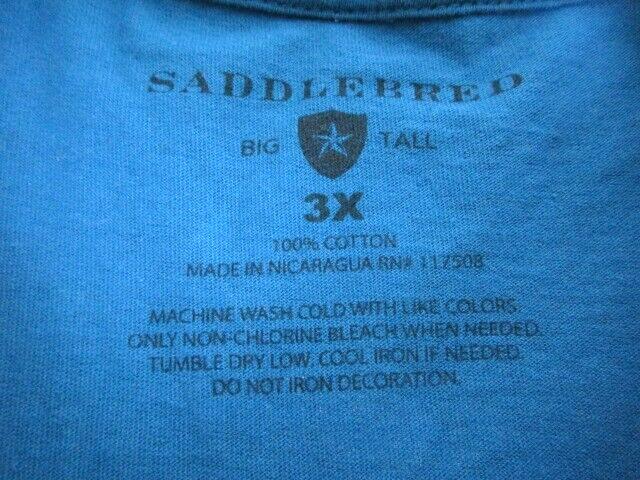 SADDLEBRED
BIG TALL
3X
100% COTTON
MADE IN NICARAGUA RN# 117508
MACHINE WASH COLD WITH LIKE COLORS.
ONLY NON-CHLORINE BLEACH WHEN NEEDED.
TUMBLE DRY LOW. COOL IRON IF NEEDED.
DO NOT IRON DECORATION.